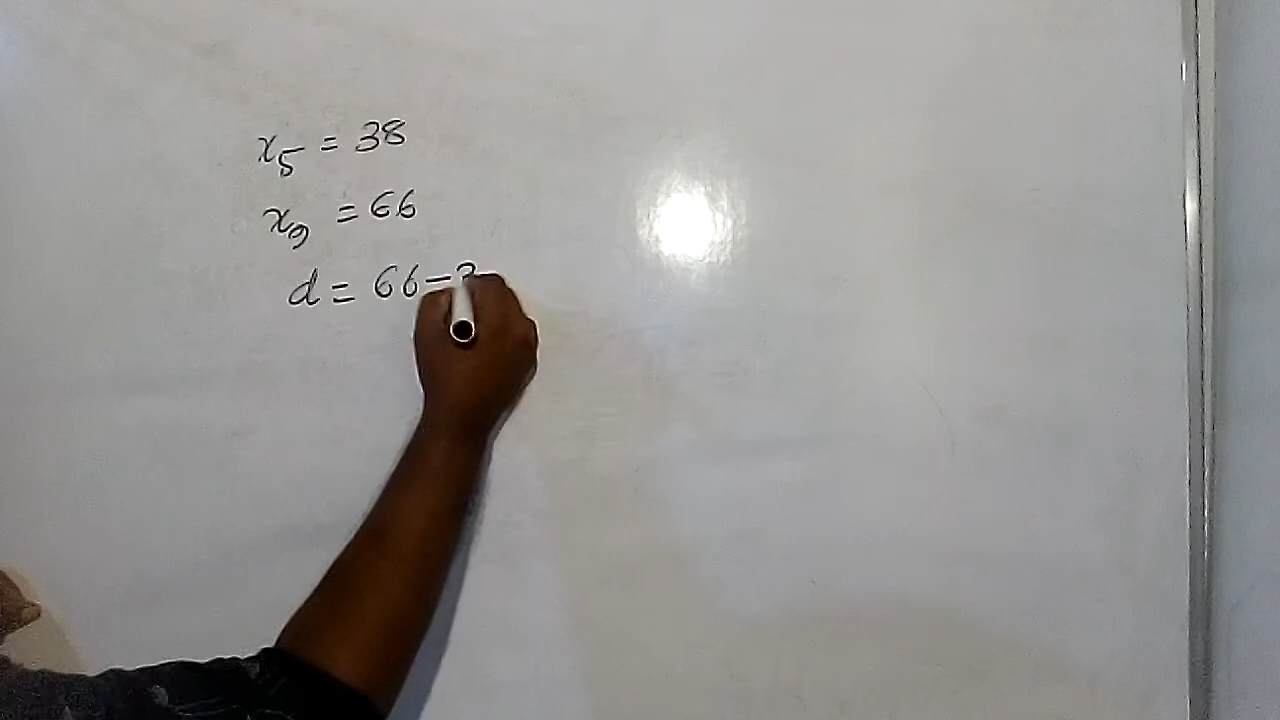 x₅ = 38
x₉ = 66
d = 66 - 3